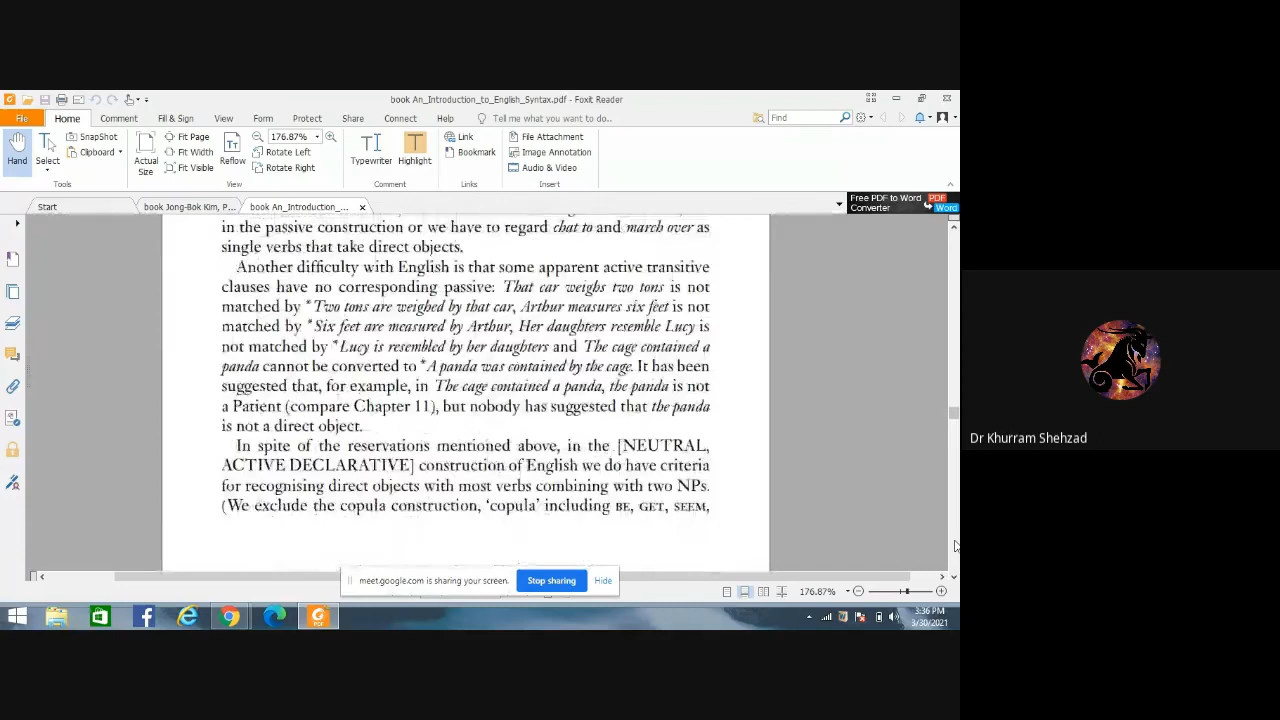 book An_Introduction_to_English_Syntax.pdf - Foxit Reader
File Home Comment Fill & Sign View Form Protect Share Connect Help Tell me what you want to do.. Find
Hand
Select
SnapShot
Clipboard
Tools
Actual Size
Fit Page
Fit Width
Fit Visible
Reflow
176.87%
Rotate Left
Rotate Right
View
Typewriter
Highlight
Comment
Link
Bookmark
Links
File Attachment
Image Annotation
Audio & Video
Insert
Start
book Jong-Bok Kim, P...
book An_Introduction_...
Free PDF to Word Converter
PDF
Word
in the passive construction or we have to regard chat to and march over as
single verbs that take direct objects.
Another difficulty with English is that some apparent active transitive
clauses have no corresponding passive: That car weighs two tons is not
matched by *Two tons are weighed by that car, Arthur measures six feet is not
matched by *Six feet are measured by Arthur, Her daughters resemble Lucy is
not matched by *Lucy is resembled by her daughters and The cage contained a
panda cannot be converted to *A panda was contained by the cage. It has been
suggested that, for example, in The cage contained a panda, the panda is not
a Patient (compare Chapter 11), but nobody has suggested that the panda
is not a direct object.
In spite of the reservations mentioned above, in the [NEUTRAL,
ACTIVE DECLARATIVE] construction of English we do have criteria
for recognising direct objects with most verbs combining with two NPs.
(We exclude the copula construction, 'copula' including BE, GET, SEEM,
meet.google.com is sharing your screen. Stop sharing Hide
176.87%
3:36 PM
3/30/2021
Dr Khurram Shehzad